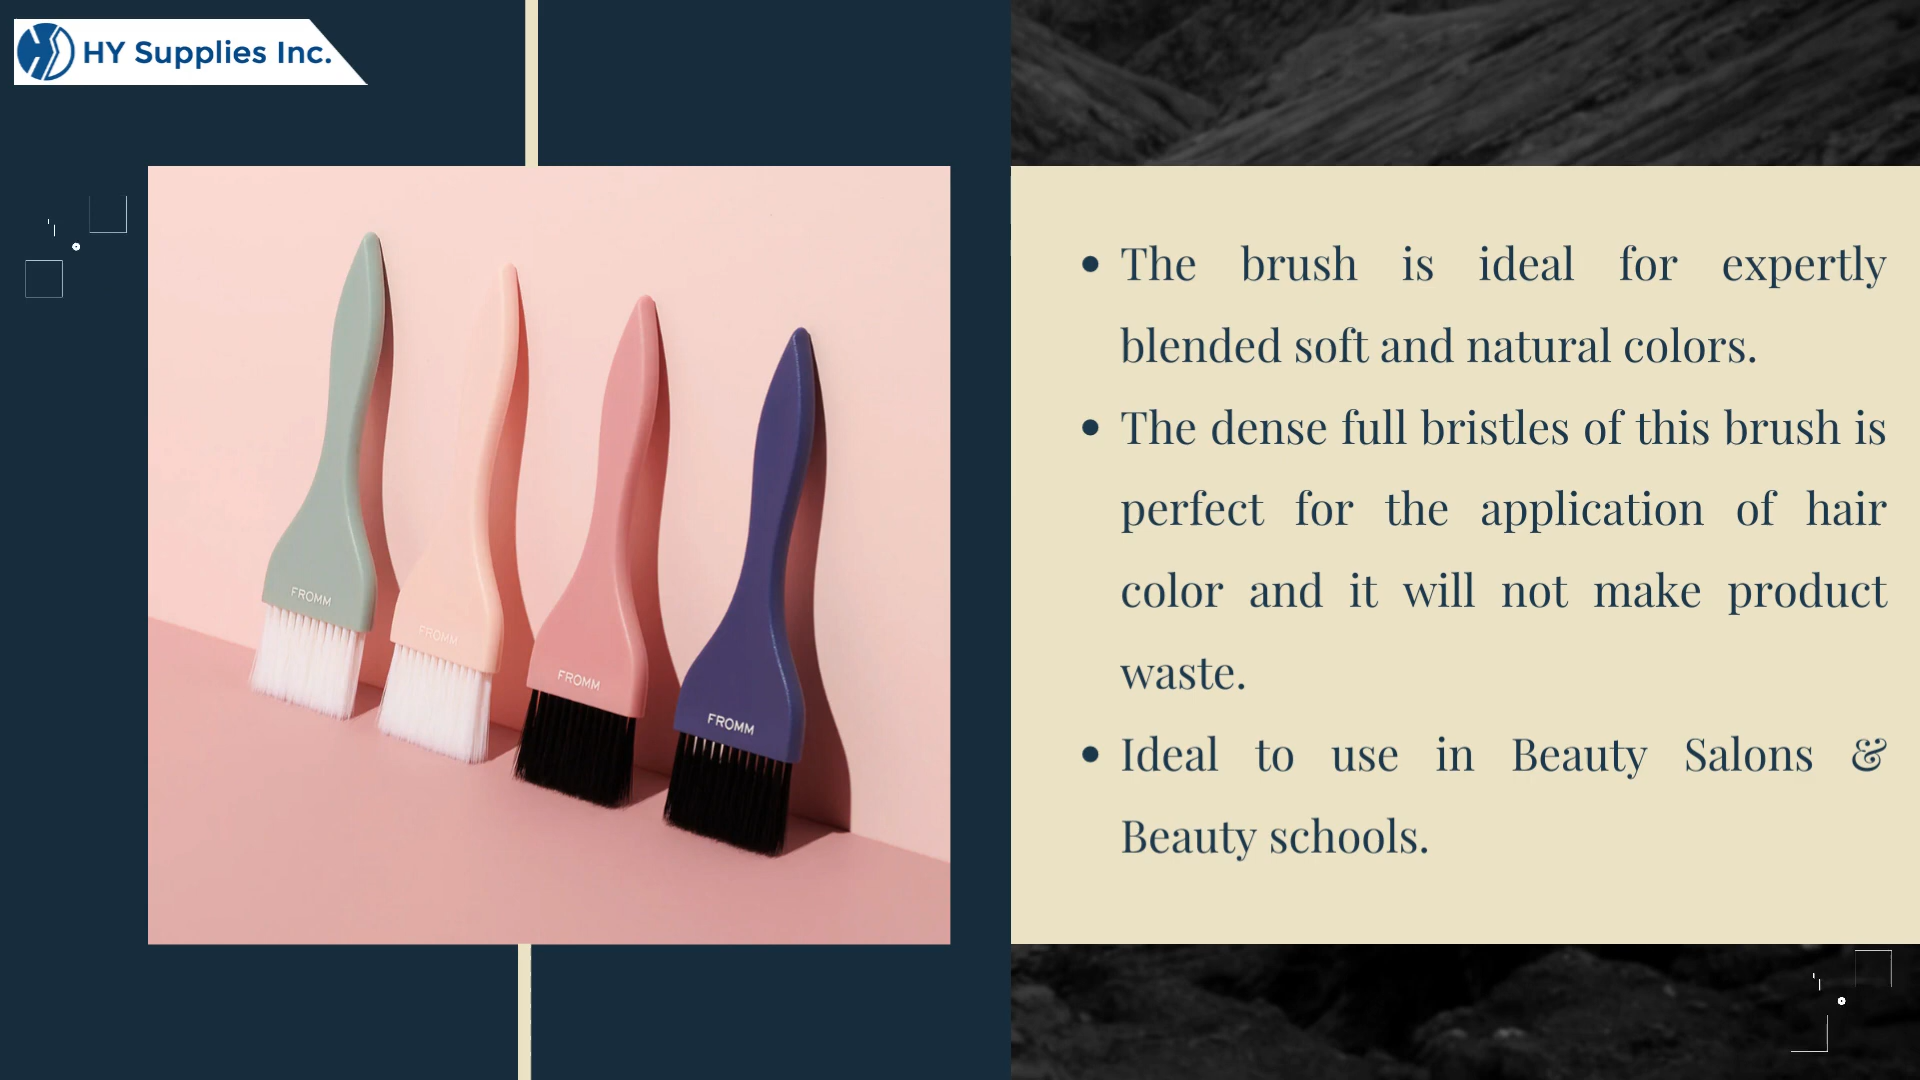 HY Supplies Inc.
FROMM
FROMM
FROMM
FROMM
• The brush is ideal for expertly
blended soft and natural colors.
• The dense full bristles of this brush is
perfect for the application of hair
color and it will not make product
waste.
• Ideal to use in Beauty Salons &
Beauty schools.